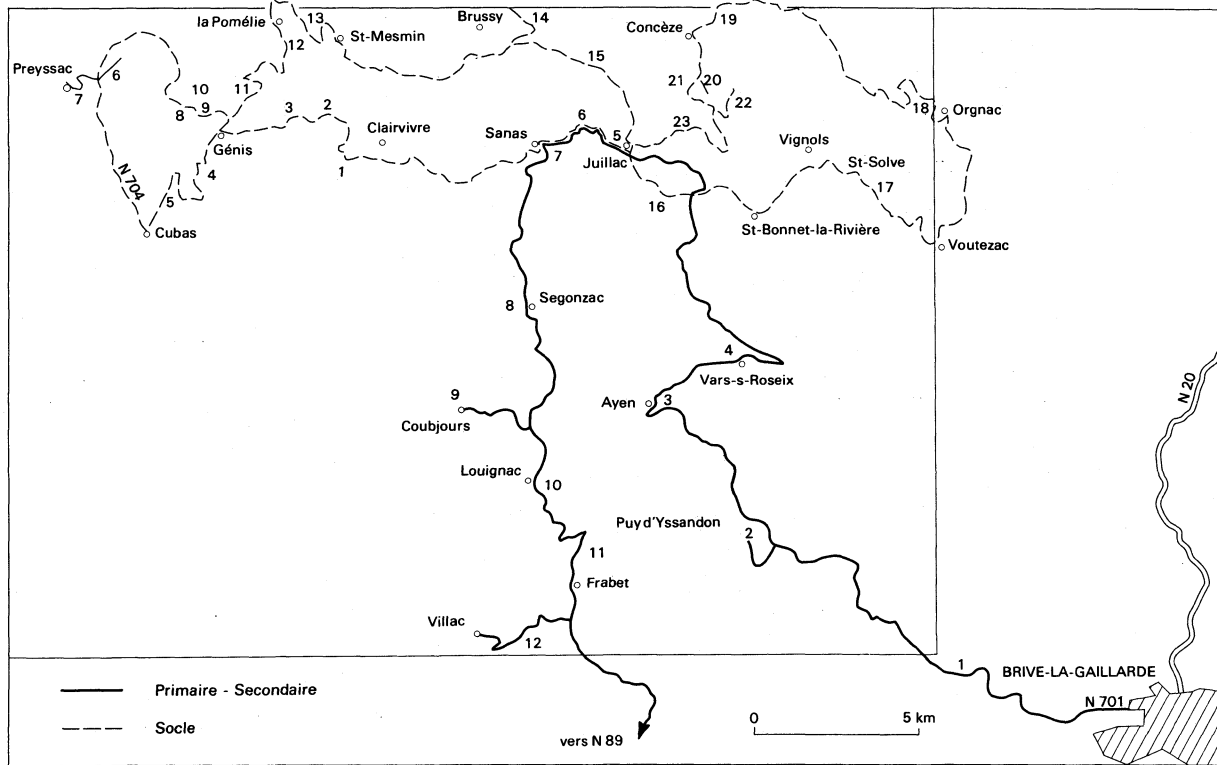 la Pomélie
13
Brussy
14
Concèze
19
12
St-Mesmin
15
Preyssac
6
7
10
11
21
20
22
18
Orgnac
8
9
3
2
6
23
Génis
Clairvivre
Sanas
7
5
Juillac
Vignols
St-Solve
17
N 704
4
5
1
16
Cubas
St-Bonnet-la-Rivière
Voutezac
8
Segonzac
4
Vars-s-Roseix
N 20
9
Coubjours
Ayen
3
Louignac
10
Puy d'Yssandon
2
11
Frabet
Villac
12
1
BRIVE-LA-GAILLARDE
N 701
Primaire - Secondaire
Socle
vers N 89
0
5 km